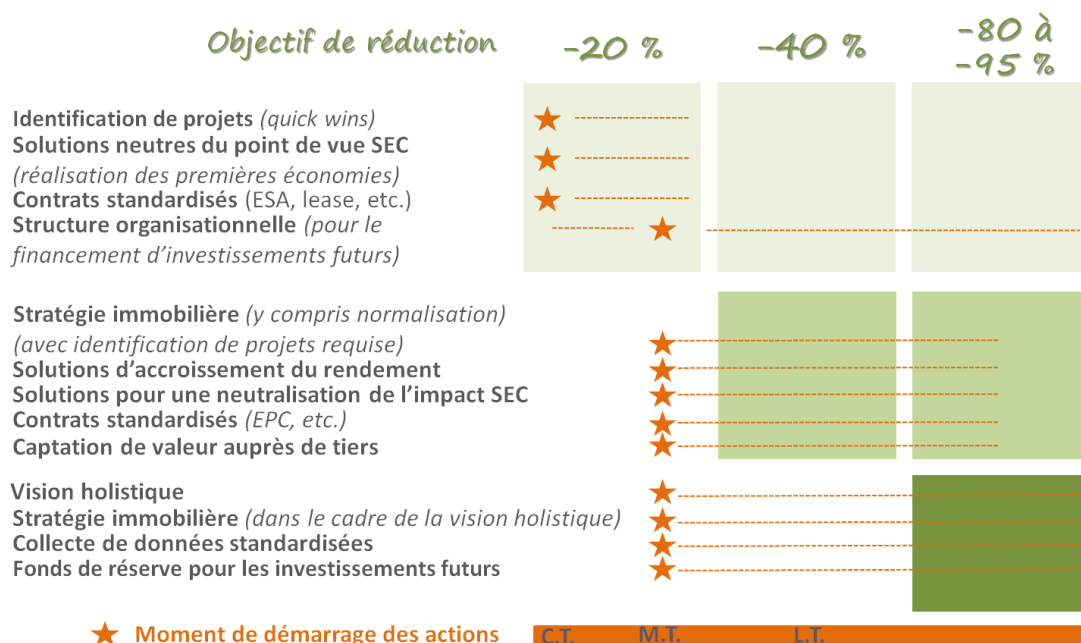 Objectif de réduction
-20 %
-40 %
-80 à
-95 %
Identification de projets (quick wins)
Solutions neutres du point de vue SEC
(réalisation des premières économies)
Contrats standardisés (ESA, lease, etc.)
Structure organisationnelle (pour le
financement d’investissements futurs)
Stratégie immobilière (y compris normalisation)
(avec identification de projets requise)
Solutions d’accroissement du rendement
Solutions pour une neutralisation de l’impact SEC
Contrats standardisés (EPC, etc.)
Captation de valeur auprès de tiers
Vision holistique
Stratégie immobilière (dans le cadre de la vision holistique)
Collecte de données standardisées
Fonds de réserve pour les investissements futurs
Moment de démarrage des actions
C.T.
M.T.
L.T.